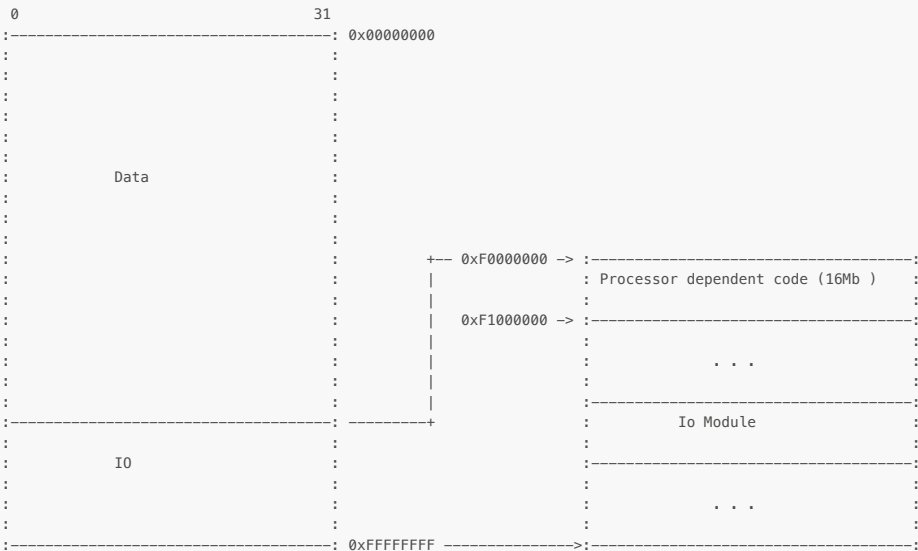 0 31
:-------------------------------------: 0x00000000
: :
: :
: :
: :
: :
: :
: Data :
: :
: :
: :
: : +-- 0xF0000000 -> :-------------------------------------:
: : | : Processor dependent code (16Mb ) :
: : | : :
: : | 0xF1000000 -> :-------------------------------------:
: : | : :
: : | : . . . :
: : | : :
: : | :-------------------------------------:
:-------------------------------------: ---------+ : Io Module :
: : : :
: IO : :-------------------------------------:
: : : :
: : : . . . :
: : : :
:-------------------------------------: 0xFFFFFFFF --------------->:-------------------------------------: